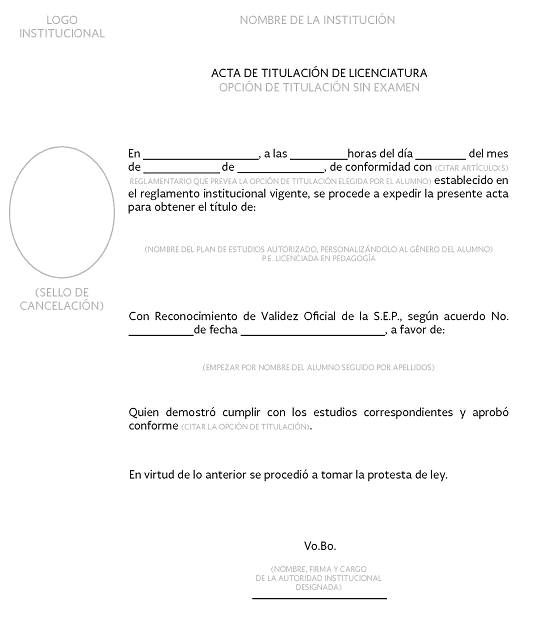 LOGO
INSTITUCIONAL
NOMBRE DE LA INSTITUCIÓN
ACTA DE TITULACIÓN DE LICENCIATURA
OPCIÓN DE TITULACIÓN SIN EXAMEN
En ____________________, a las __________horas del día _________ del mes
de _____________ de _______________, de conformidad con (CITAR ARTÍCULO(S)
REGLAMENTARIO QUE PREVEA LA OPCIÓN DE TITULACIÓN ELEGIDA POR EL ALUMNO) establecido en
el reglamento institucional vigente, se procede a expedir la presente acta
para obtener el título de:
(NOMBRE DEL PLAN DE ESTUDIOS AUTORIZADO, PERSONALIZÁNDOLO AL GÉNERO DEL ALUMNO)
P.E. LICENCIADA EN PEDAGOGÍA
(SELLO DE
CANCELACIÓN)
Con Reconocimiento de Validez Oficial de la S.E.P., según acuerdo No.
___________de fecha _________________________, a favor de:
(EMPEZAR POR NOMBRE DEL ALUMNO SEGUIDO POR APELLIDOS)
Quien demostró cumplir con los estudios correspondientes y aprobó
conforme (CITAR LA OPCIÓN DE TITULACIÓN).
En virtud de lo anterior se procedió a tomar la protesta de ley.
Vo.Bo.
(NOMBRE, FIRMA Y CARGO
DE LA AUTORIDAD INSTITUCIONAL
DESIGNADA)